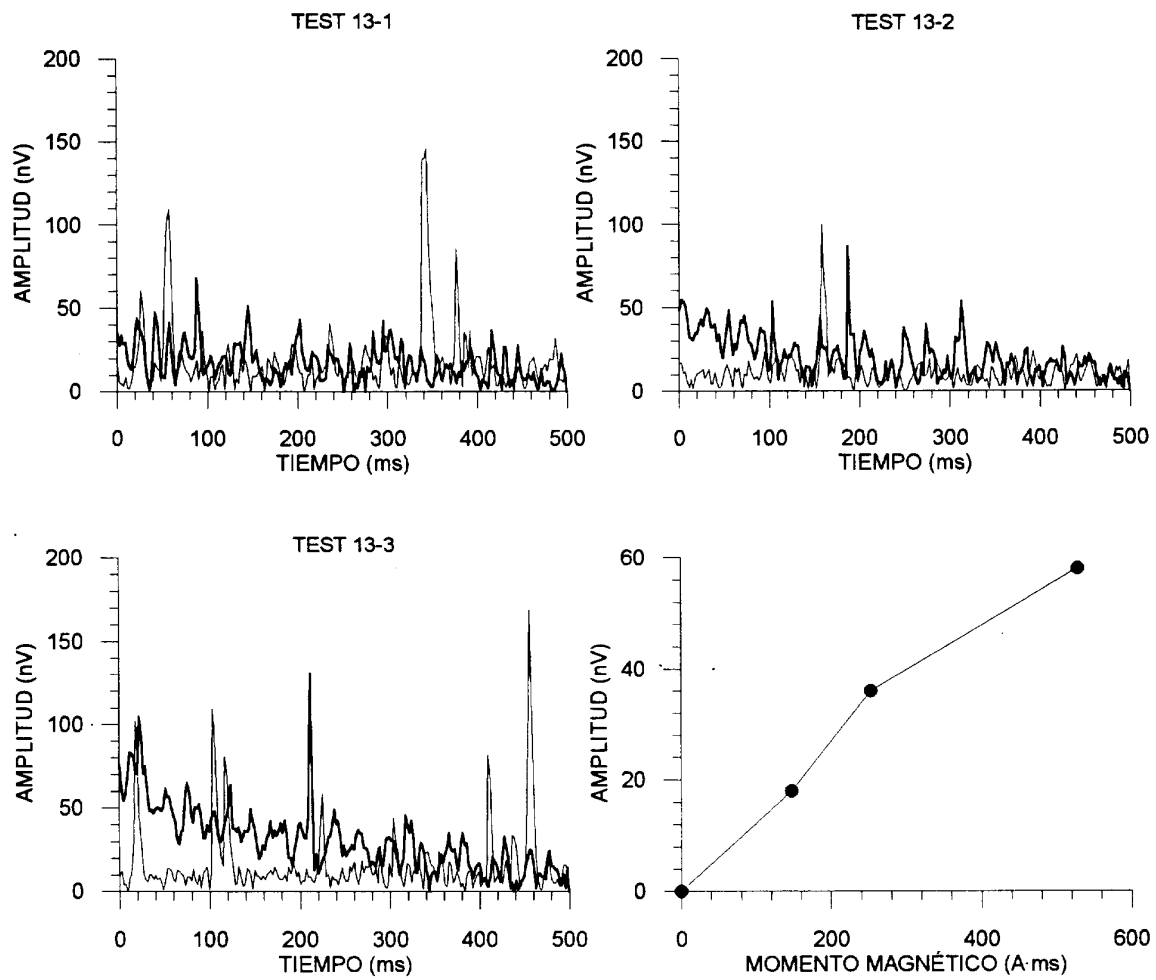 TEST 13-1
200
150
100
50
0
AMPLITUD (nV)
0 100 200 300 400 500
TIEMPO (ms)
TEST 13-2
200
150
100
50
0
AMPLITUD (nV)
0 100 200 300 400 500
TIEMPO (ms)
TEST 13-3
200
150
100
50
0
AMPLITUD (nV)
0 100 200 300 400 500
TIEMPO (ms)
60
40
20
0
AMPLITUD (nV)
0 200 400 600
MOMENTO MAGNÉTICO (A·ms)